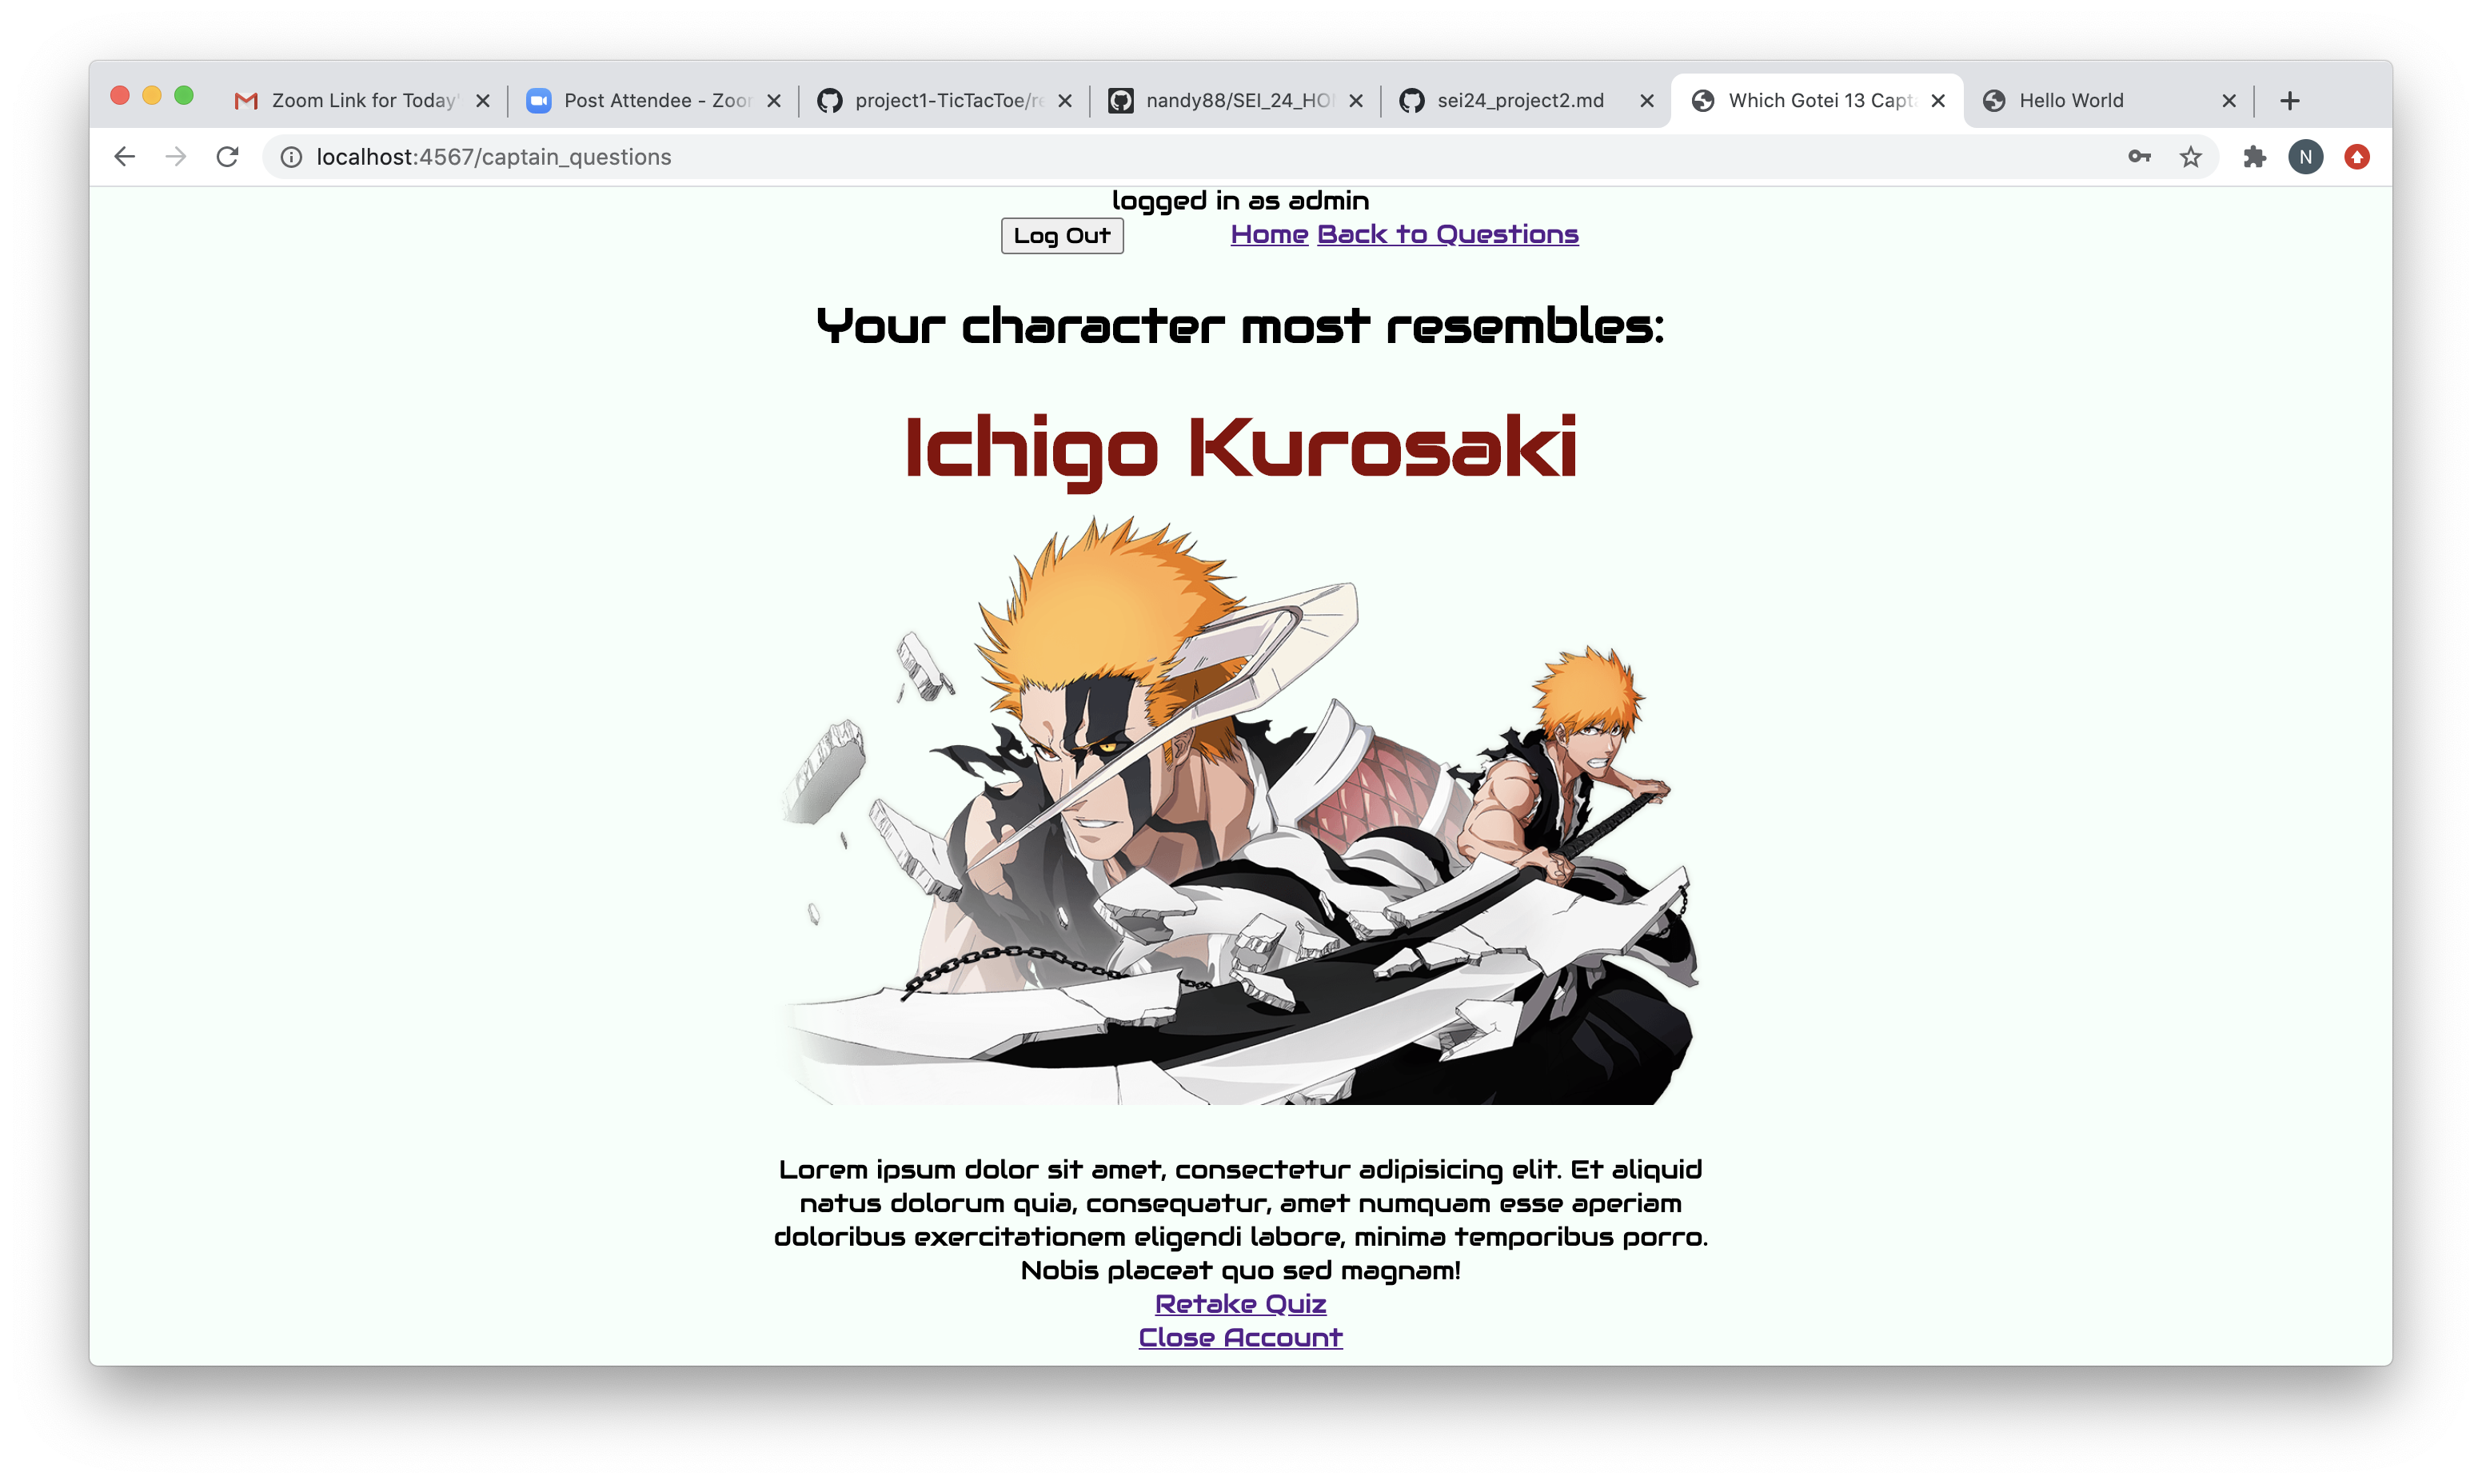 Zoom Link for Today'
Post Attendee - Zoor
project1-TicTacToe/re
nandy88/SEI_24_HO
sei24_project2.md
Which Gotei 13 Capta
Hello World
localhost:4567/captain_questions
N
logged in as admin
Log Out Home Back to Questions
Your character most resembles:
Ichigo Kurosaki
Lorem ipsum dolor sit amet, consectetur adipisicing elit. Et aliquid
natus dolorum quia, consequatur, amet numquam esse aperiam
doloribus exercitationem eligendi labore, minima temporibus porro.
Nobis placeat quo sed magnam!
Retake Quiz
Close Account